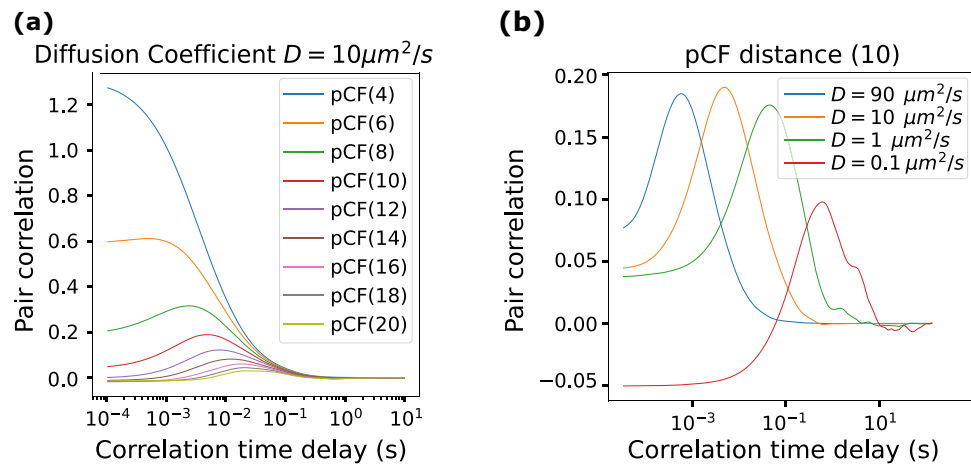 (a)
Diffusion Coefficient D = 10μm²/s
Pair correlation
1.2
1.0
0.8
0.6
0.4
0.2
0.0
pCF(4)
pCF(6)
pCF(8)
pCF(10)
pCF(12)
pCF(14)
pCF(16)
pCF(18)
pCF(20)
10⁻⁴ 10⁻³ 10⁻² 10⁻¹ 10⁰ 10¹
Correlation time delay (s)
(b)
pCF distance (10)
Pair correlation
0.20
0.15
0.10
0.05
0.00
−0.05
D = 90 μm²/s
D = 10 μm²/s
D = 1 μm²/s
D = 0.1 μm²/s
10⁻³ 10⁻¹ 10¹
Correlation time delay (s)